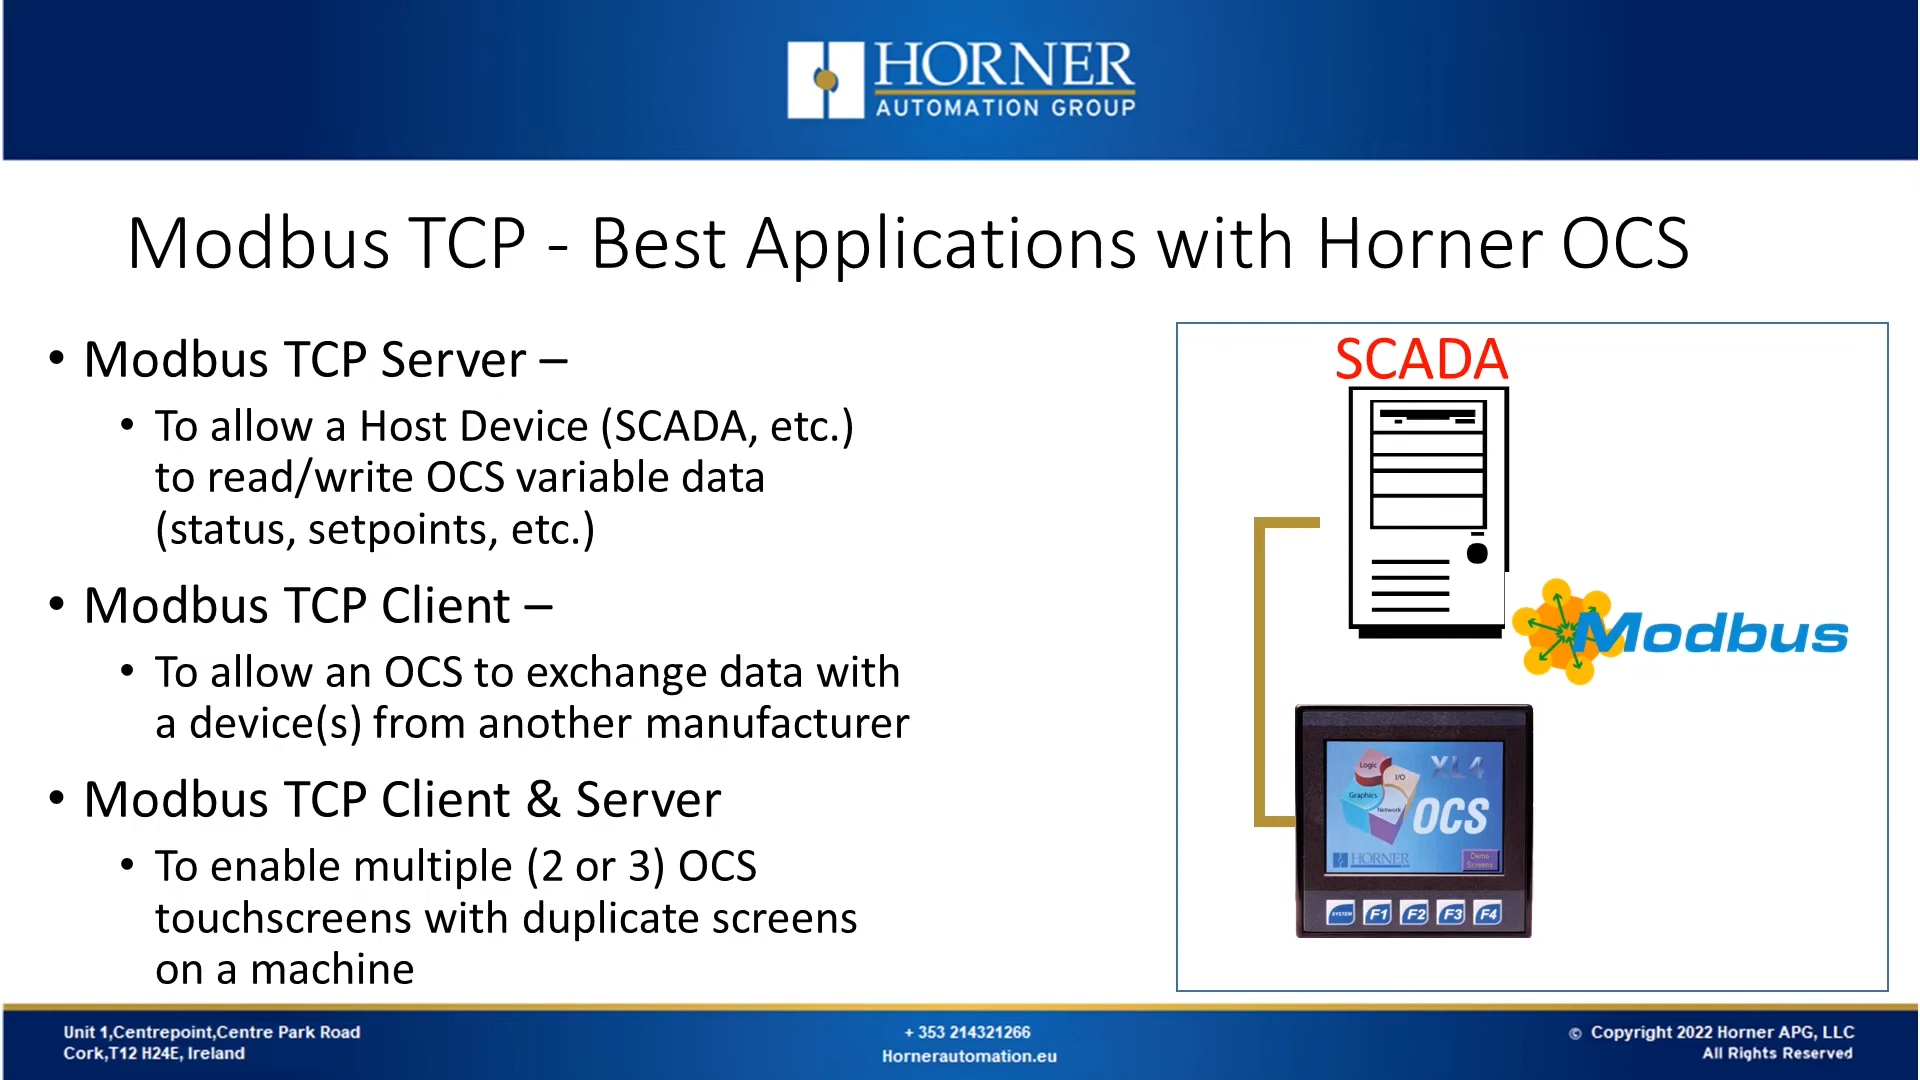 HORNER
AUTOMATION GROUP
Modbus TCP - Best Applications with Horner OCS
• Modbus TCP Server –
• To allow a Host Device (SCADA, etc.)
to read/write OCS variable data
(status, setpoints, etc.)
• Modbus TCP Client –
• To allow an OCS to exchange data with
a device(s) from another manufacturer
• Modbus TCP Client & Server
• To enable multiple (2 or 3) OCS
touchscreens with duplicate screens
on a machine
SCADA
Modbus
Logic
I/O
Graphics
Network
XL4
OCS
HORNER
Demo
Screens
SYSTEM
F1
F2
F3
F4
Unit 1,Centrepoint,Centre Park Road
Cork,T12 H24E, Ireland
+ 353 214321266
Hornerautomation.eu
© Copyright 2022 Horner APG, LLC
All Rights Reserved